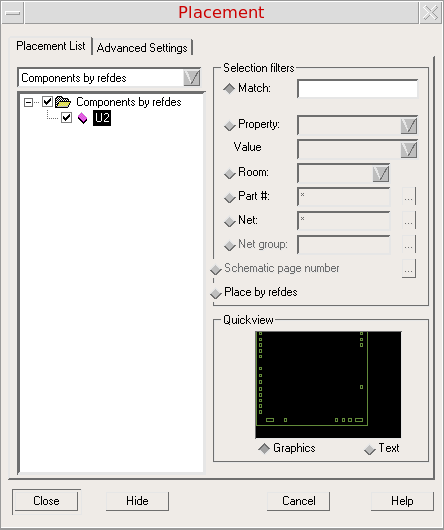 Placement
Placement List
Advanced Settings
Components by refdes
Components by refdes
U2
Selection filters
Match:
Property:
Value
Room:
Part #:
*
...
Net:
*
...
Net group:
...
Schematic page number
...
Place by refdes
Quickview
Graphics
Text
Close
Hide
Cancel
Help